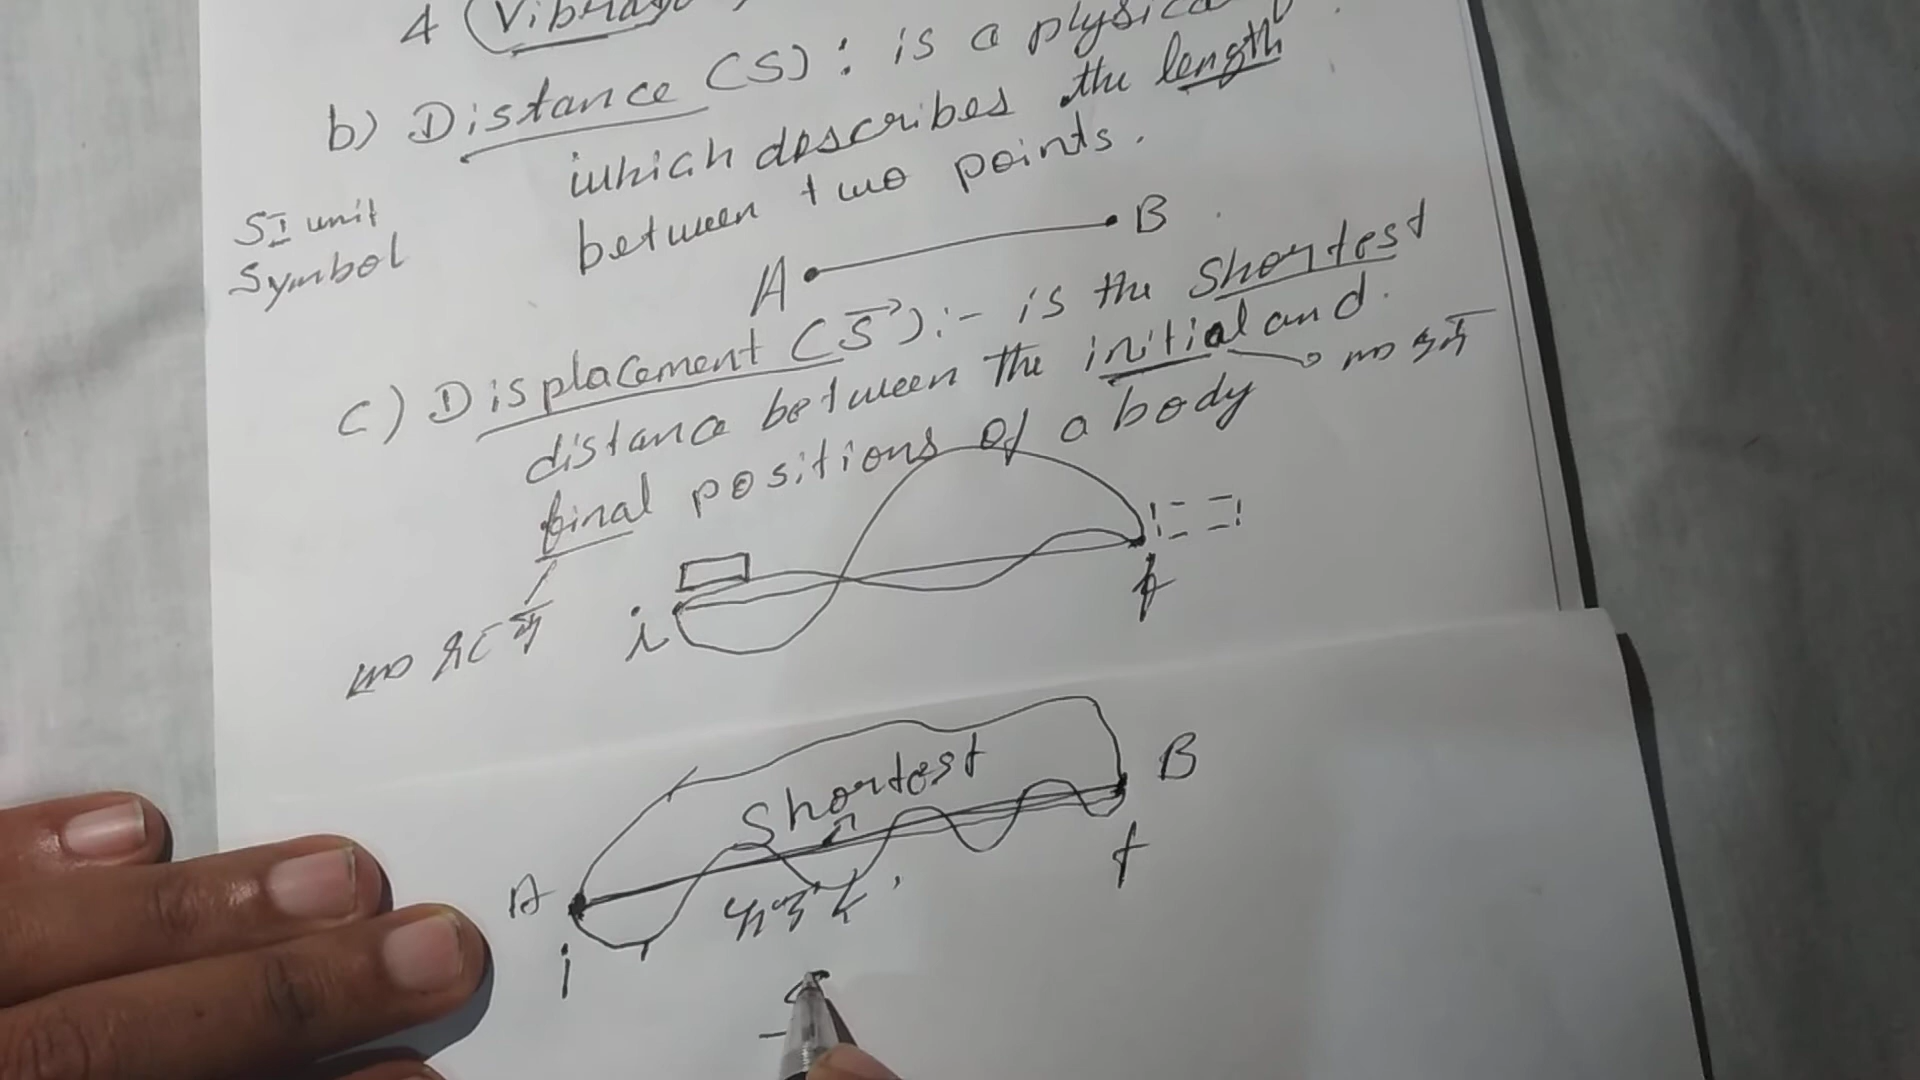 4
b) Distance (S) : is a physical
which describes the length
between two points.
SI unit
Symbol
A B
c) Displacement (S⃗) :- is the shortest
distance between the initial and
final positions of a body
i f
Shortest
A B
i f